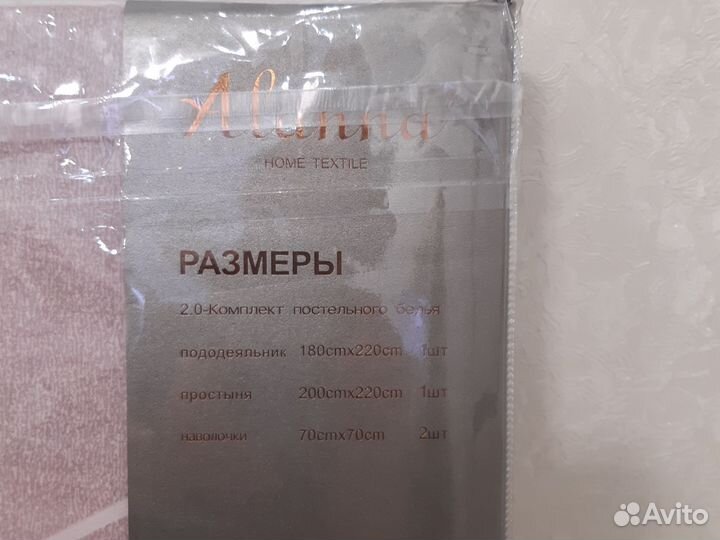 Alanna
HOME TEXTILE
РАЗМЕРЫ
2.0-Комплект постельного белья
пододеяльник 180cmx220cm 1шт
простыня 200cmx220cm 1шт
наволочки 70cmx70cm 2шт
Avito